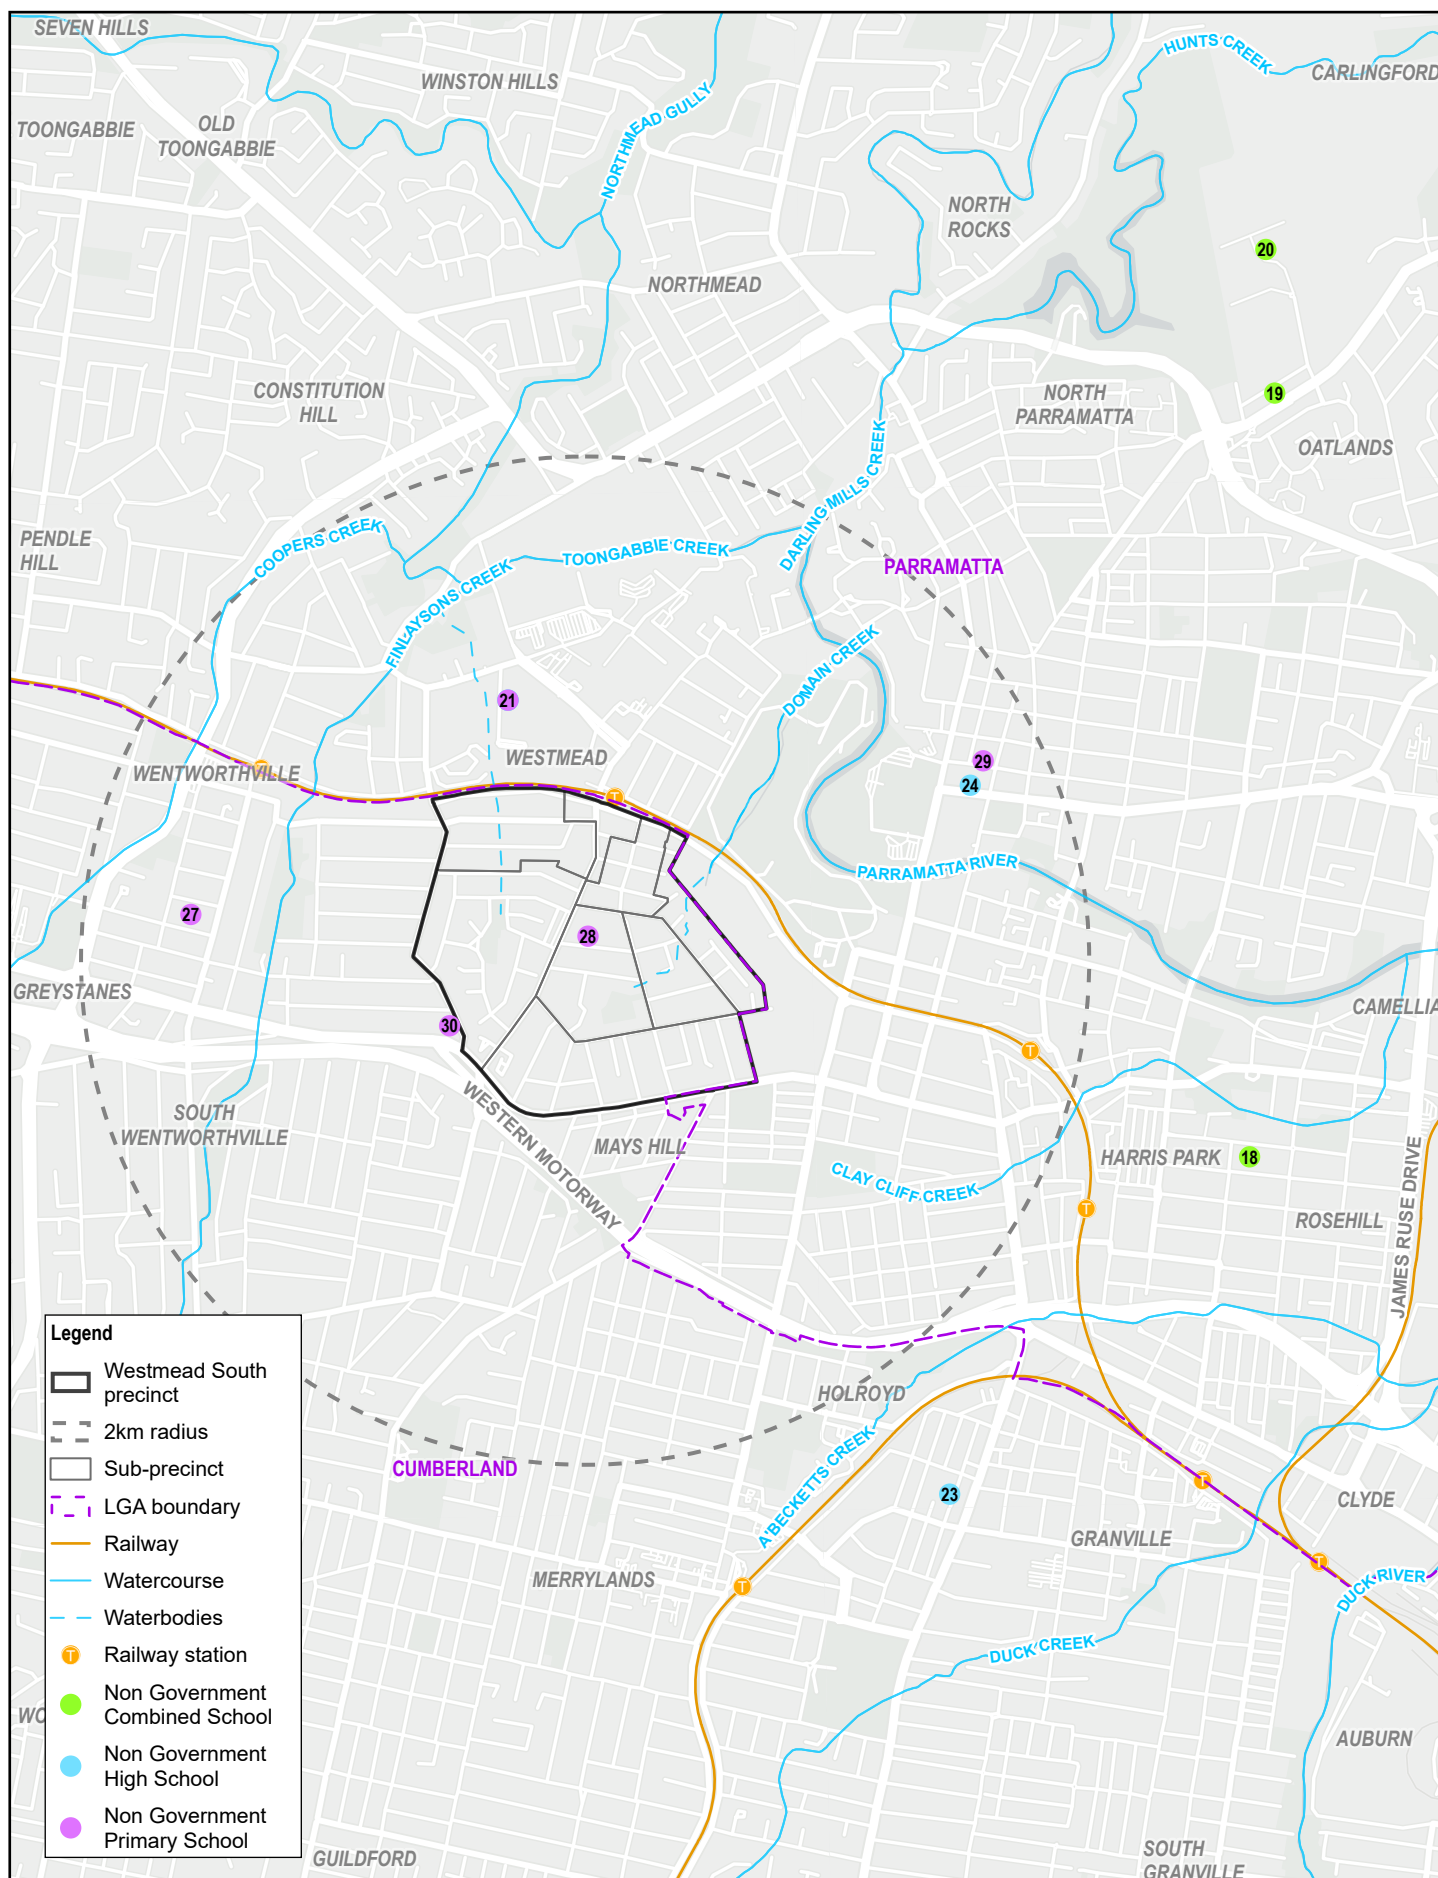 SEVEN HILLS
HUNTS CREEK
CARLINGFORD
WINSTON HILLS
NORTHMEAD GULLY
TOONGABBIE
OLD
TOONGABBIE
NORTH
ROCKS
20
NORTHMEAD
CONSTITUTION
HILL
NORTH
PARRAMATTA
19
OATLANDS
DARLING MILLS CREEK
PENDLE
HILL
COOPERS CREEK
FINLAYSONS CREEK
TOONGABBIE CREEK
PARRAMATTA
DOMAIN CREEK
21
WESTMEAD
WENTWORTHVILLE
T
29
24
PARRAMATTA RIVER
27
28
GREYSTANES
CAMELLIA
30
T
SOUTH
WENTWORTHVILLE
WESTERN MOTORWAY
MAYS HILL
CLAY CLIFF CREEK
HARRIS PARK
18
JAMES RUSE DRIVE
T
ROSEHILL
HOLROYD
CUMBERLAND
A'BECKETTS CREEK
23
T
CLYDE
GRANVILLE
T
MERRYLANDS
T
DUCK RIVER
DUCK CREEK
WO
AUBURN
GUILDFORD
SOUTH
GRANVILLE
Legend
Westmead South
precinct
2km radius
Sub-precinct
LGA boundary
Railway
Watercourse
Waterbodies
T
Railway station
Non Government
Combined School
Non Government
High School
Non Government
Primary School